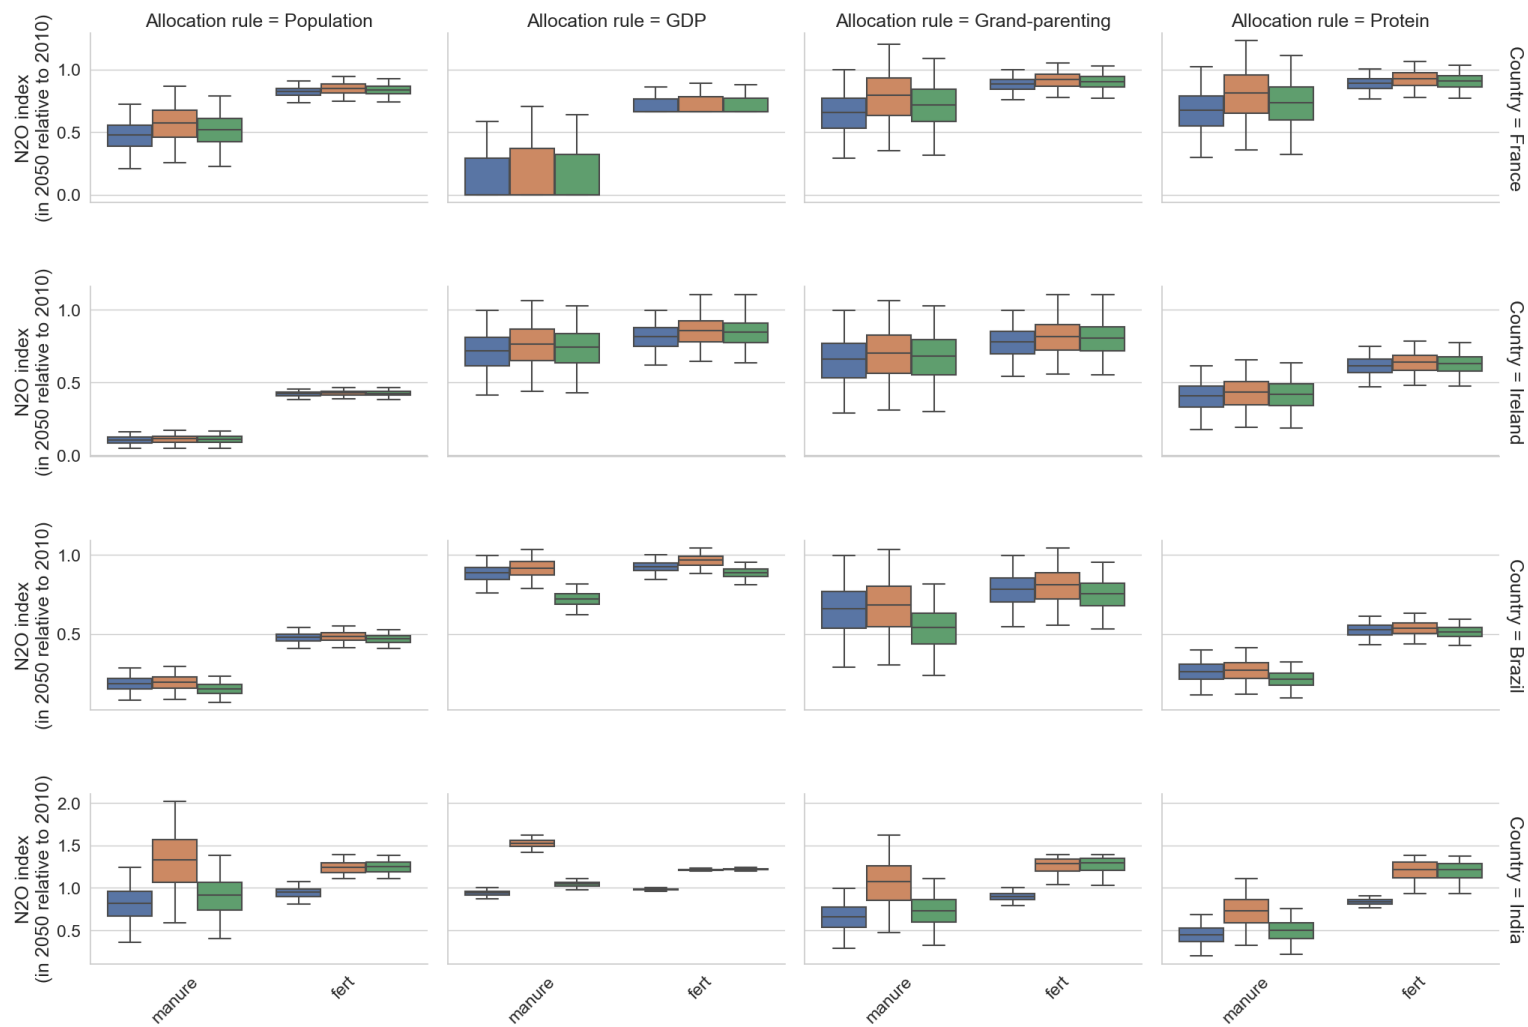 Allocation rule = Population
Allocation rule = GDP
Allocation rule = Grand-parenting
Allocation rule = Protein
N2O index
(in 2050 relative to 2010)
1.0
0.5
0.0
Country = France
N2O index
(in 2050 relative to 2010)
1.0
0.5
0.0
Country = Ireland
N2O index
(in 2050 relative to 2010)
1.0
0.5
Country = Brazil
N2O index
(in 2050 relative to 2010)
2.0
1.5
1.0
0.5
Country = India
manure
fert
manure
fert
manure
fert
manure
fert